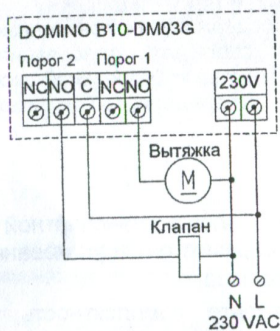 DOMINO B10-DM03G
Порог 2 Порог 1
NC NO C NC NO
230V
Вытяжка
M
Клапан
N L
230 VAC